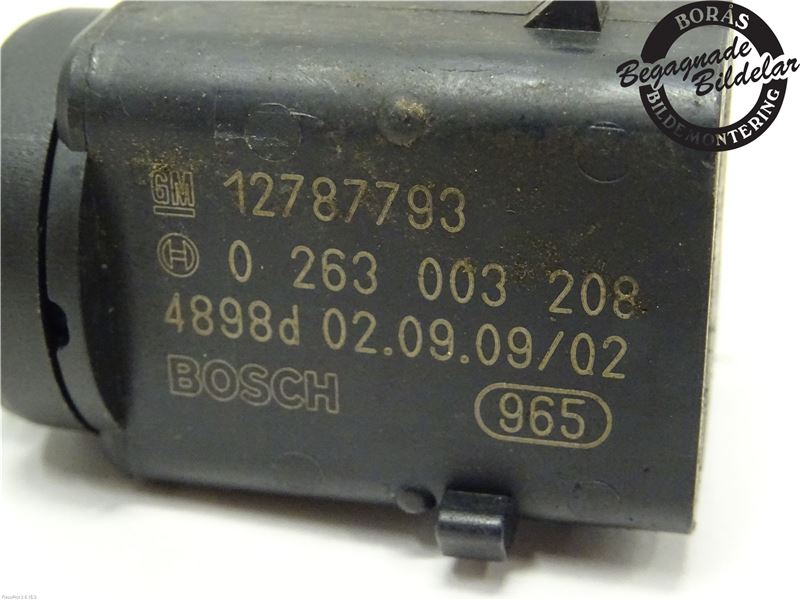 BORÅS
Begagnade
Bildelar
BILDEMONTERING
GM 12787793
0 263 003 208
4898d 02.09.09/02
BOSCH
965